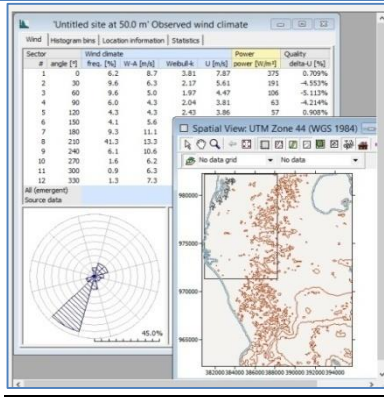 'Untitled site at 50.0 m' Observed wind climate
Wind Histogram bins Location information Statistics
Sector Wind climate Power Quality
# angle [°] freq. [%] W-A [m/s] Weibull-k U [m/s] power [W/m²] delta-U [%]
1 0 6.2 8.7 3.81 7.87 375 0.709%
2 30 9.6 6.3 2.17 5.61 191 -4.553%
3 60 9.6 5.0 1.97 4.47 106 -5.113%
4 90 6.0 4.3 2.04 3.81 63 -4.214%
5 120 4.3 4.3 2.43 3.86 57 0.908%
6 150 4.1 5.6
7 180 9.3 11.1
8 210 41.3 13.3
9 240 6.1 10.6
10 270 1.6 6.2
11 300 0.9 6.3
12 330 1.3 7.3
All (emergent)
Source data
45.0%
Spatial View: UTM Zone 44 (WGS 1984)
No data grid No data
980000
975000
970000
965000
382000 384000 386000 388000 390000 392000 394000